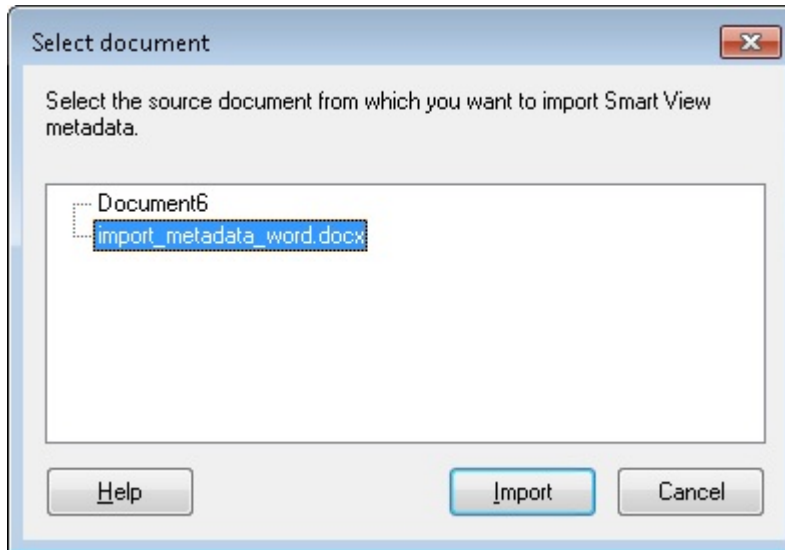 Select document
Select the source document from which you want to import Smart View
metadata.
Document6
import_metadata_word.docx
Help
Import
Cancel